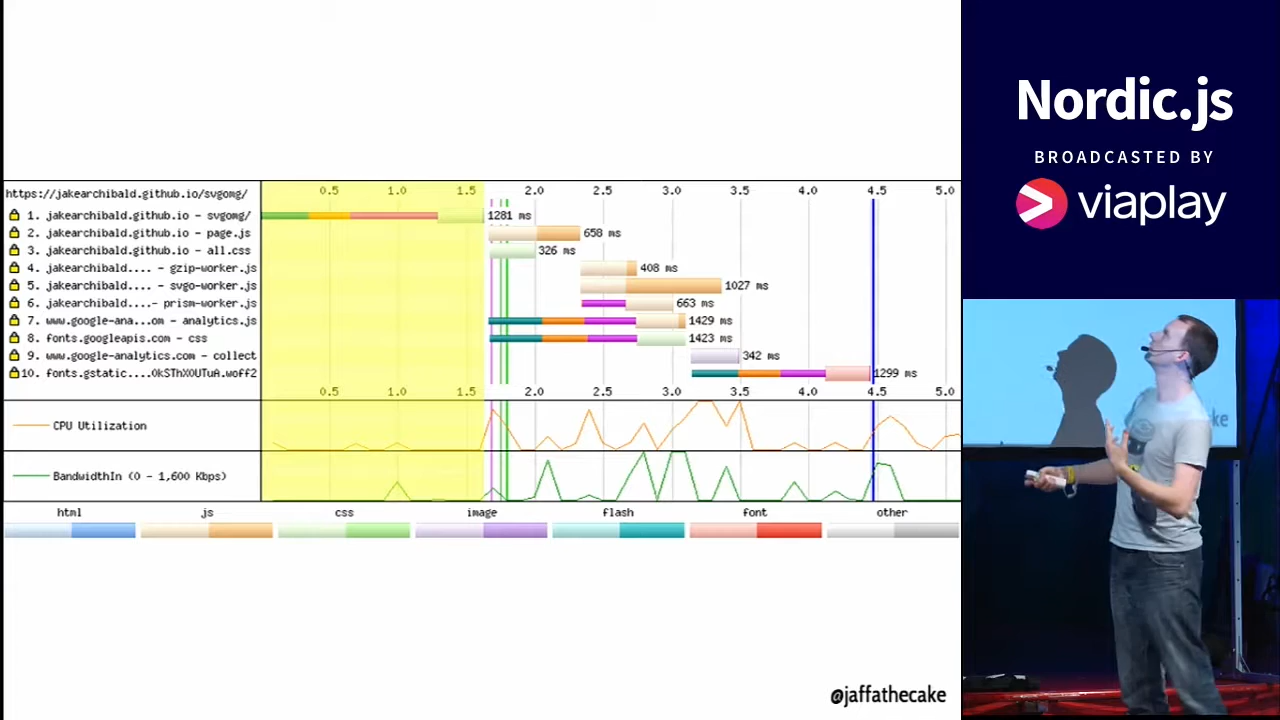 https://jakearchibald.github.io/svgomg/ 0.5 1.0 1.5 2.0 2.5 3.0 3.5 4.0 4.5 5.0
1. jakearchibald.github.io – svgomg/ 1281 ms
2. jakearchibald.github.io – page.js 658 ms
3. jakearchibald.github.io – all.css 326 ms
4. jakearchibald.... – gzip-worker.js 408 ms
5. jakearchibald.... – svgo-worker.js 1027 ms
6. jakearchibald....– prism-worker.js 663 ms
7. www.google-ana...om – analytics.js 1429 ms
8. fonts.googleapis.com – css 1423 ms
9. www.google-analytics.com – collect 342 ms
10. fonts.gstatic....0kSThXOUTuA.woff2 1299 ms
0.5 1.0 1.5 2.0 2.5 3.0 3.5 4.0 4.5 5.0
CPU Utilization
BandwidthIn (0 – 1,600 Kbps)
html js css image flash font other
@jaffathecake
Nordic.js
BROADCASTED BY
viaplay
ke